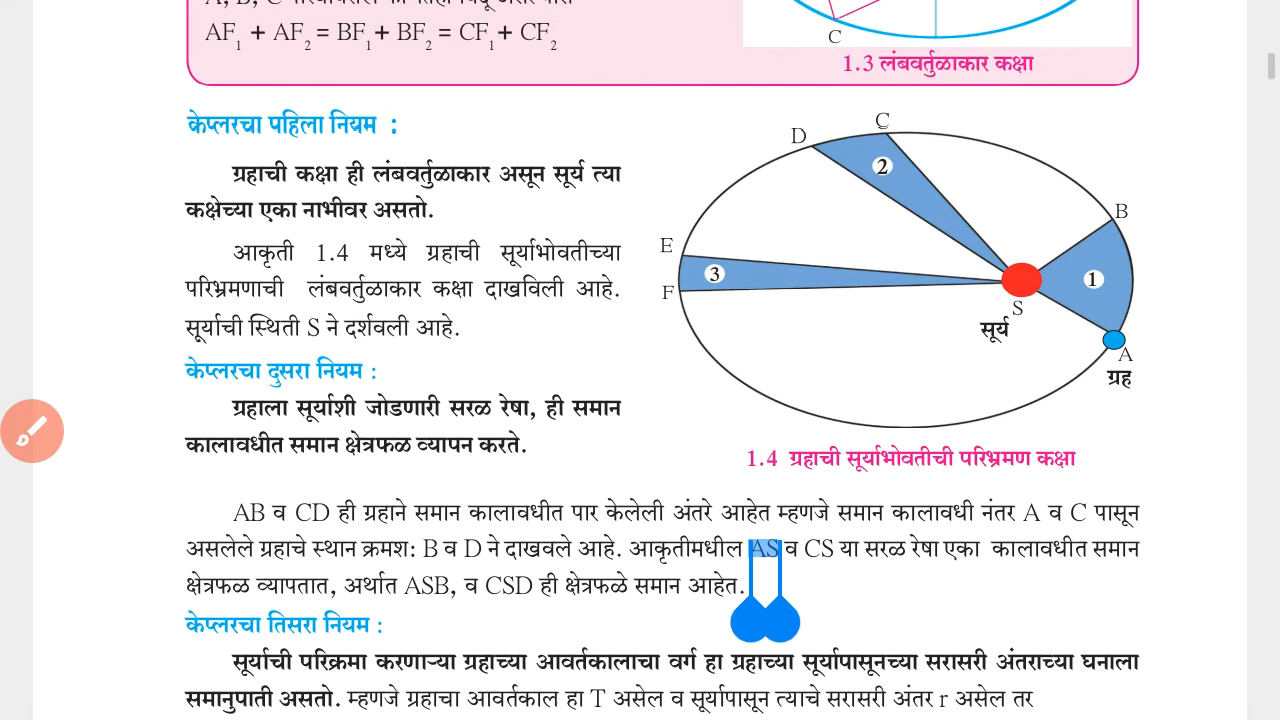 AF₁ + AF₂ = BF₁ + BF₂ = CF₁ + CF₂
C
1.3 लंबवर्तुळाकार कक्षा
केप्लरचा पहिला नियम :
ग्रहाची कक्षा ही लंबवर्तुळाकार असून सूर्य त्या
कक्षेच्या एका नाभीवर असतो.
आकृती 1.4 मध्ये ग्रहाची सूर्याभोवतीच्या
परिभ्रमणाची लंबवर्तुळाकार कक्षा दाखविली आहे.
सूर्याची स्थिती S ने दर्शवली आहे.
केप्लरचा दुसरा नियम :
ग्रहाला सूर्याशी जोडणारी सरळ रेषा, ही समान
कालावधीत समान क्षेत्रफळ व्यापन करते.
D
C
2
B
E
3
1
F
S
सूर्य
A
ग्रह
1.4 ग्रहाची सूर्याभोवतीची परिभ्रमण कक्षा
AB व CD ही ग्रहाने समान कालावधीत पार केलेली अंतरे आहेत म्हणजे समान कालावधी नंतर A व C पासून
असलेले ग्रहाचे स्थान क्रमश: B व D ने दाखवले आहे. आकृतीमधील AS व CS या सरळ रेषा एका कालावधीत समान
क्षेत्रफळ व्यापतात, अर्थात ASB, व CSD ही क्षेत्रफळे समान आहेत.
केप्लरचा तिसरा नियम :
सूर्याची परिक्रमा करणाऱ्या ग्रहाच्या आवर्तकालाचा वर्ग हा ग्रहाच्या सूर्यापासूनच्या सरासरी अंतराच्या घनाला
समानुपाती असतो. म्हणजे ग्रहाचा आवर्तकाल हा T असेल व सूर्यापासून त्याचे सरासरी अंतर r असेल तर